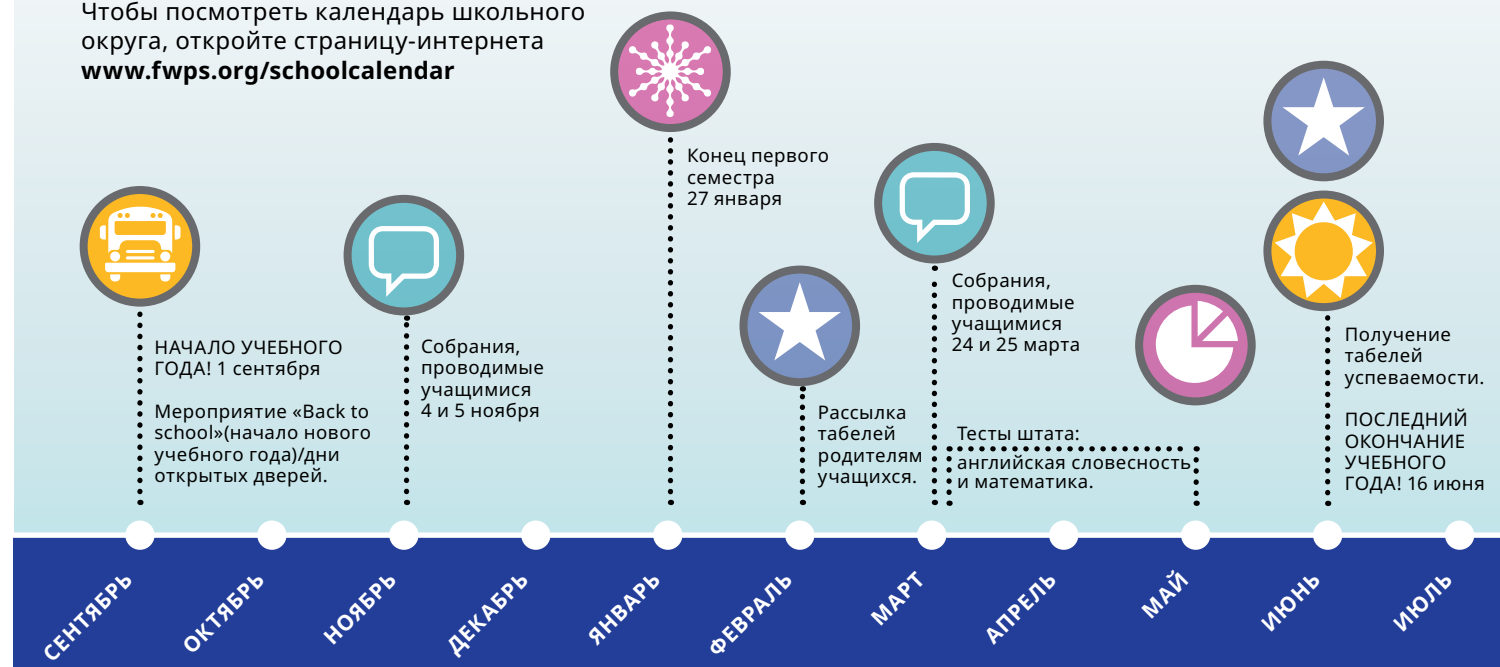 Чтобы посмотреть календарь школьного
округа, откройте страницу-интернета
www.fwps.org/schoolcalendar
НАЧАЛО УЧЕБНОГО
ГОДА! 1 сентября
Мероприятие «Back to
school»(начало нового
учебного года)/дни
открытых дверей.
Собрания,
проводимые
учащимися
4 и 5 ноября
Конец первого
семестра
27 января
Рассылка
табелей
родителям
учащихся.
Собрания,
проводимые
учащимися
24 и 25 марта
Тесты штата:
английская словесность
и математика.
Получение
табелей
успеваемости.
ПОСЛЕДНИЙ
ОКОНЧАНИЕ
УЧЕБНОГО
ГОДА! 16 июня
СЕНТЯБРЬ
ОКТЯБРЬ
НОЯБРЬ
ДЕКАБРЬ
ЯНВАРЬ
ФЕВРАЛЬ
МАРТ
АПРЕЛЬ
МАЙ
ИЮНЬ
ИЮЛЬ